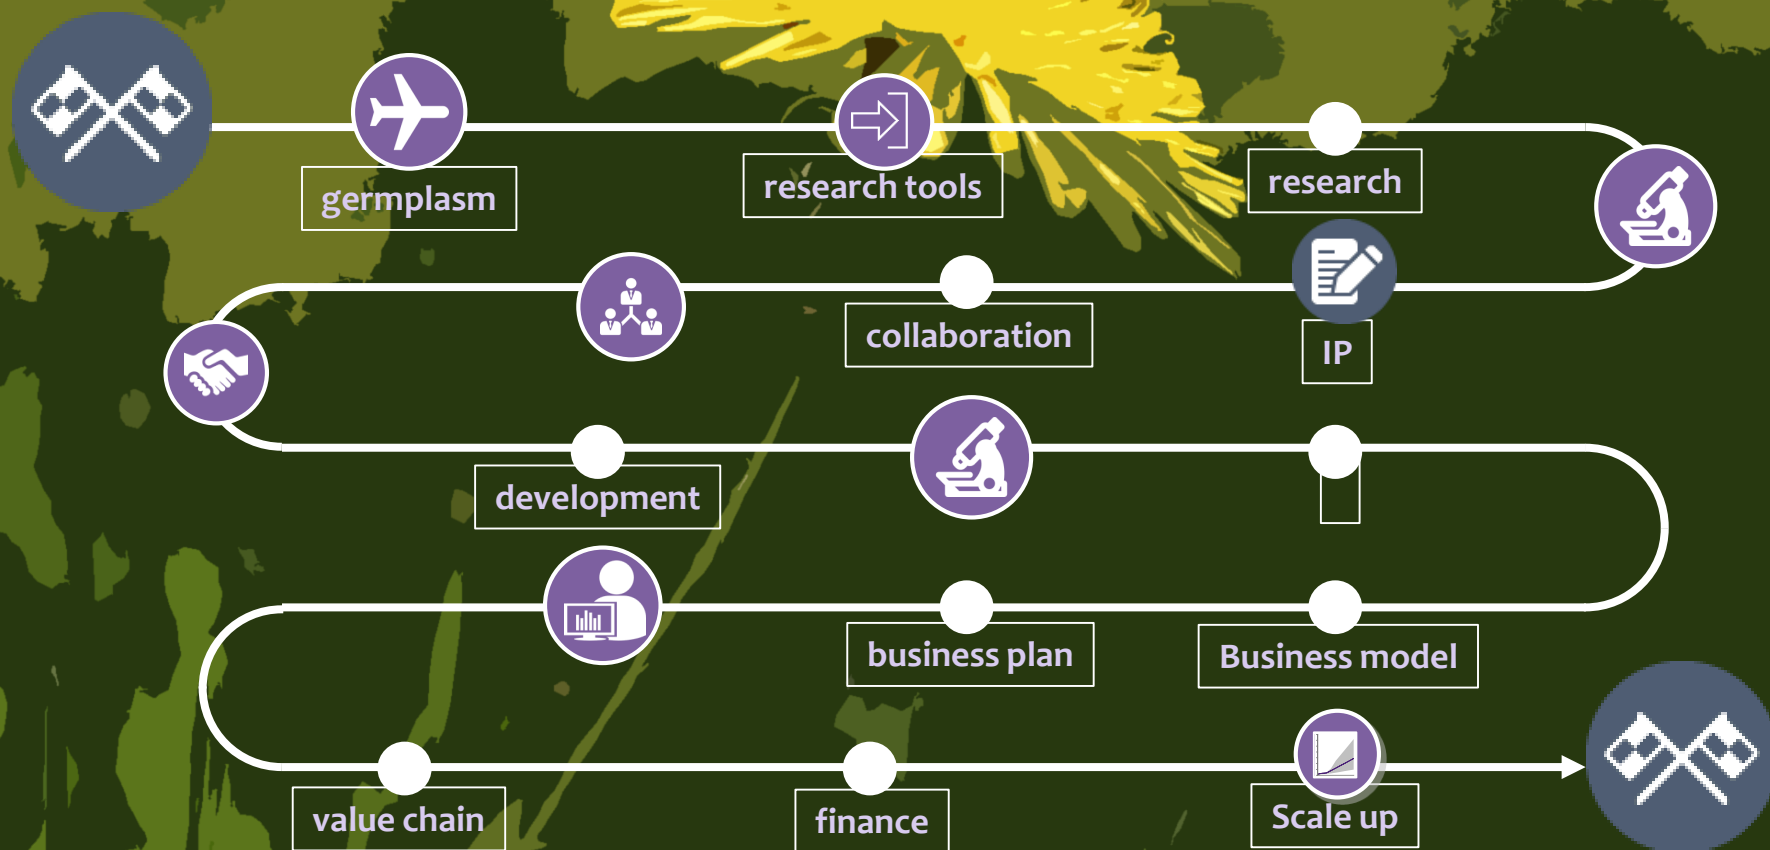 germplasm
research tools
research
collaboration
IP
development
business plan
Business model
value chain
finance
Scale up